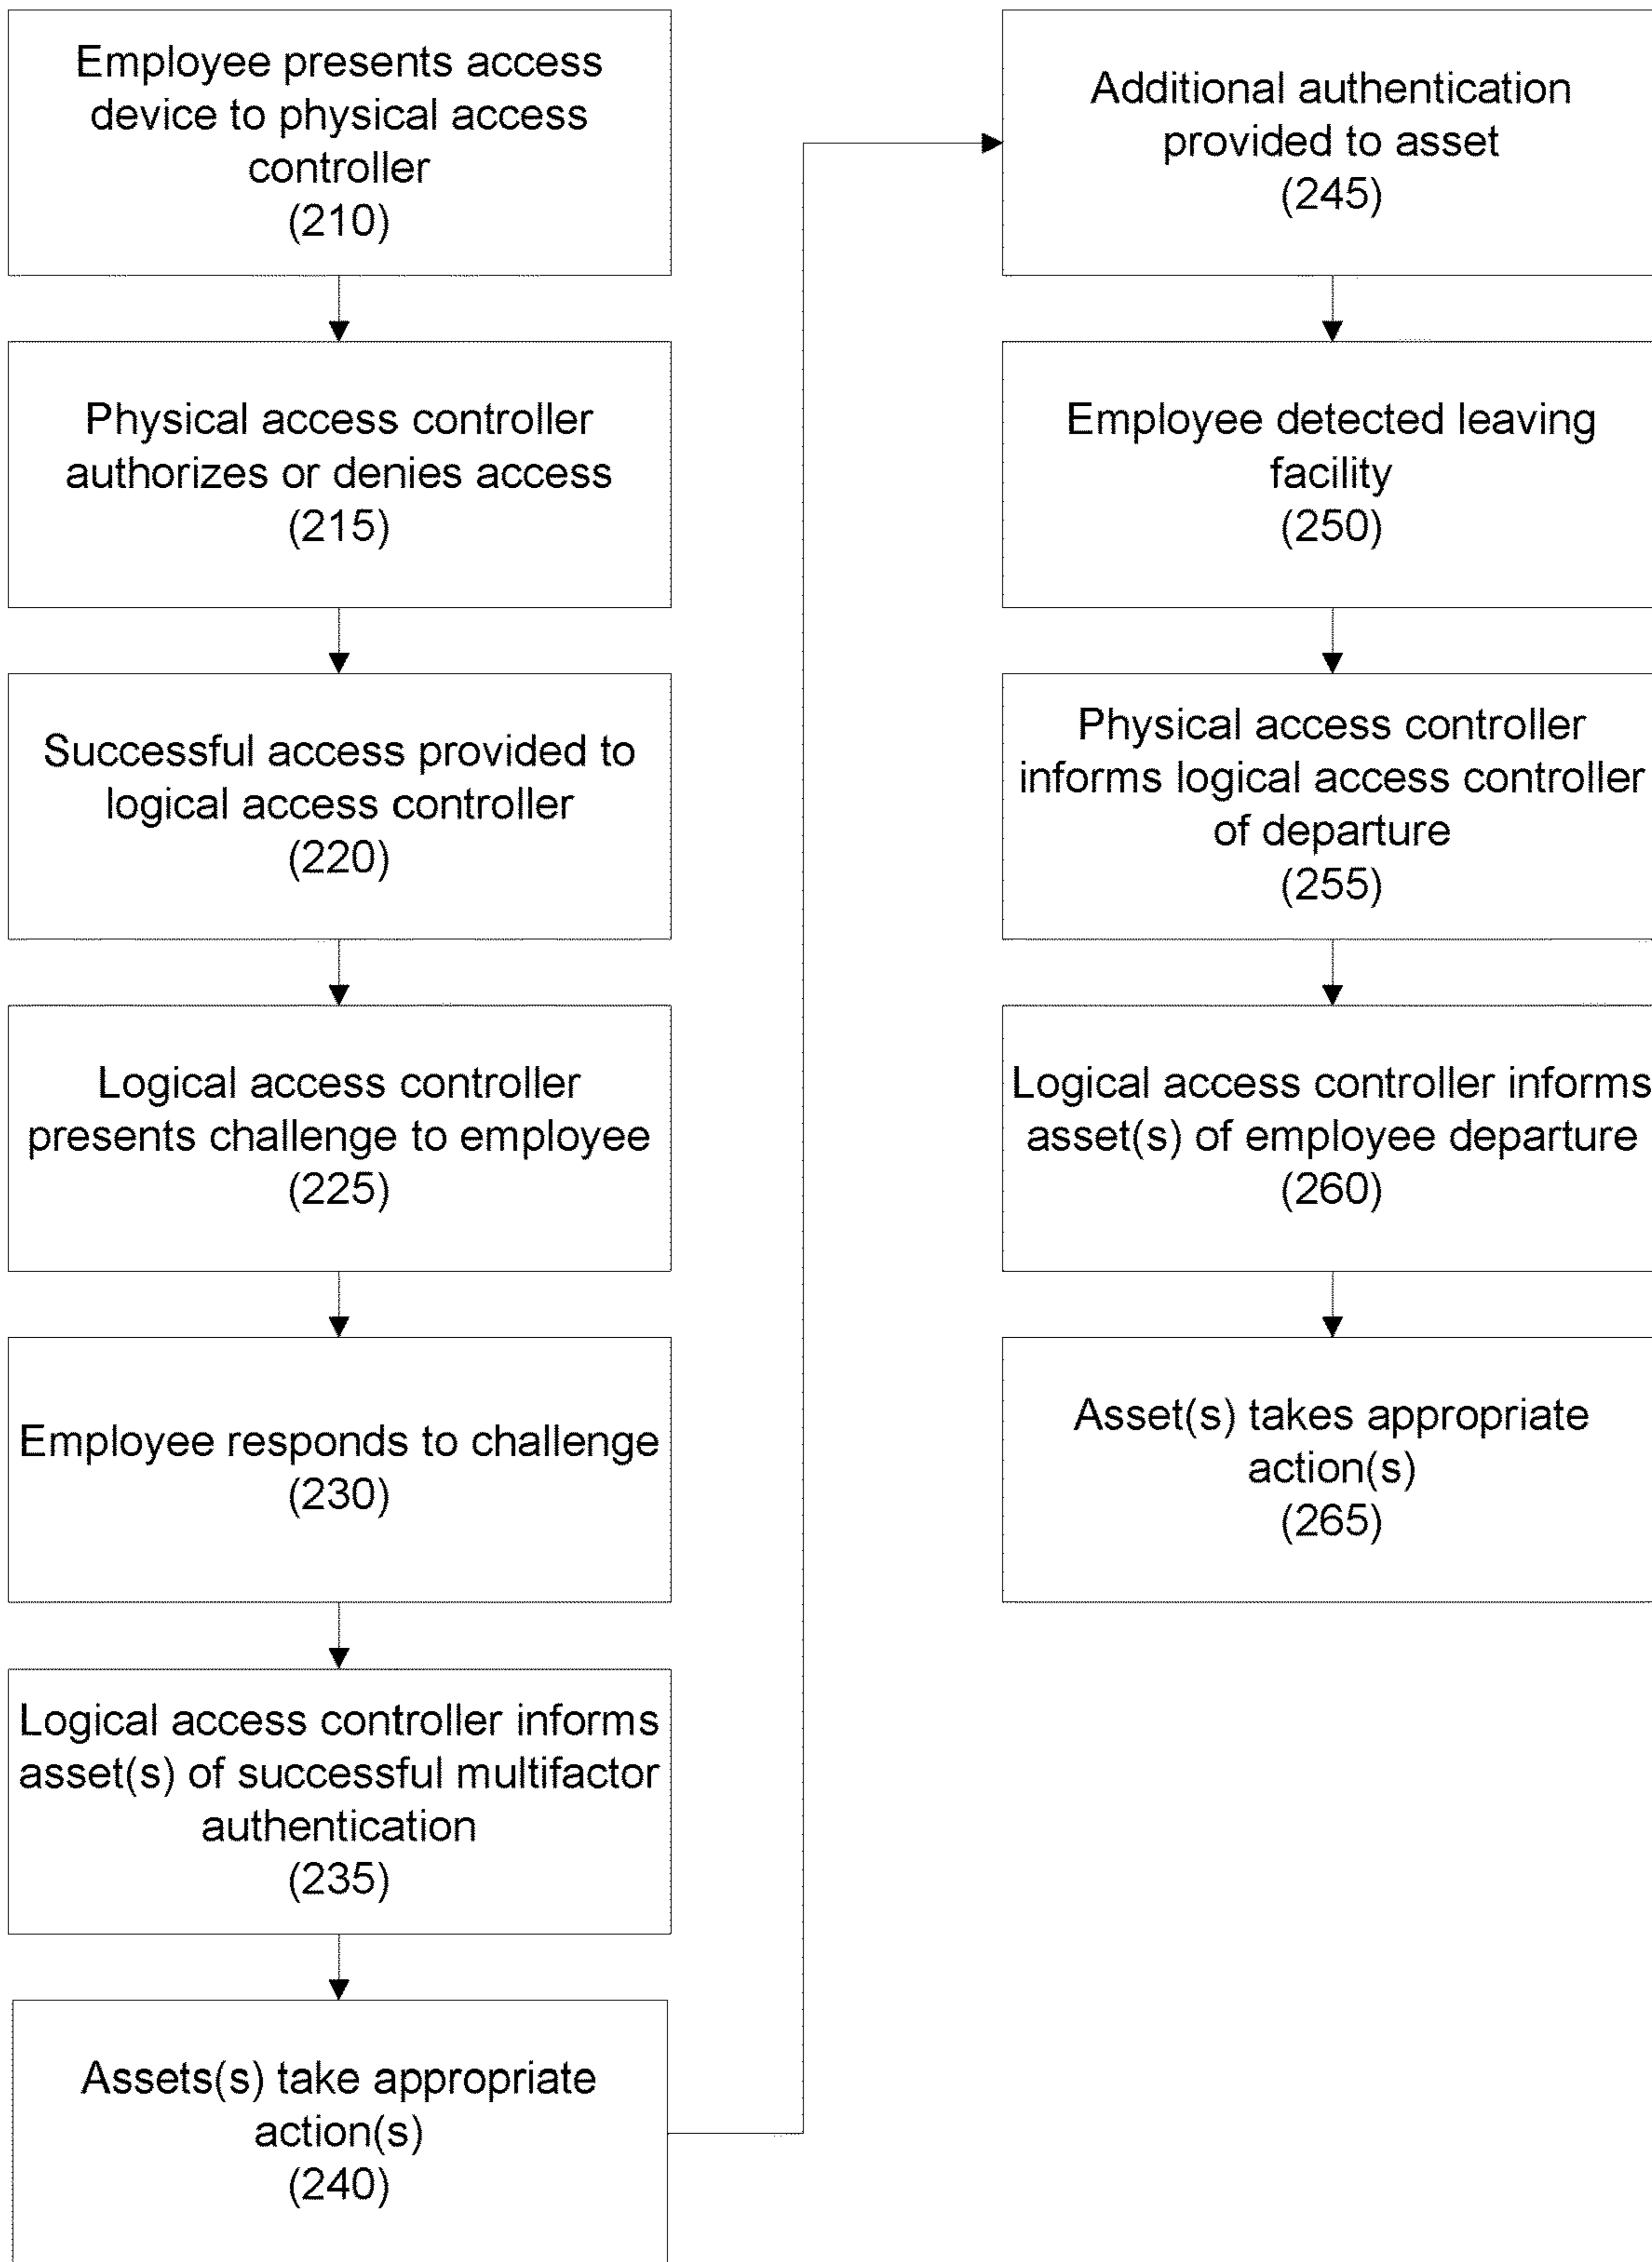 Employee presents access
device to physical access
controller
(210)
Physical access controller
authorizes or denies access
(215)
Successful access provided to
logical access controller
(220)
Logical access controller
presents challenge to employee
(225)
Employee responds to challenge
(230)
Logical access controller informs
asset(s) of successful multifactor
authentication
(235)
Assets(s) take appropriate
action(s)
(240)
Additional authentication
provided to asset
(245)
Employee detected leaving
facility
(250)
Physical access controller
informs logical access controller
of departure
(255)
Logical access controller informs
asset(s) of employee departure
(260)
Asset(s) takes appropriate
action(s)
(265)